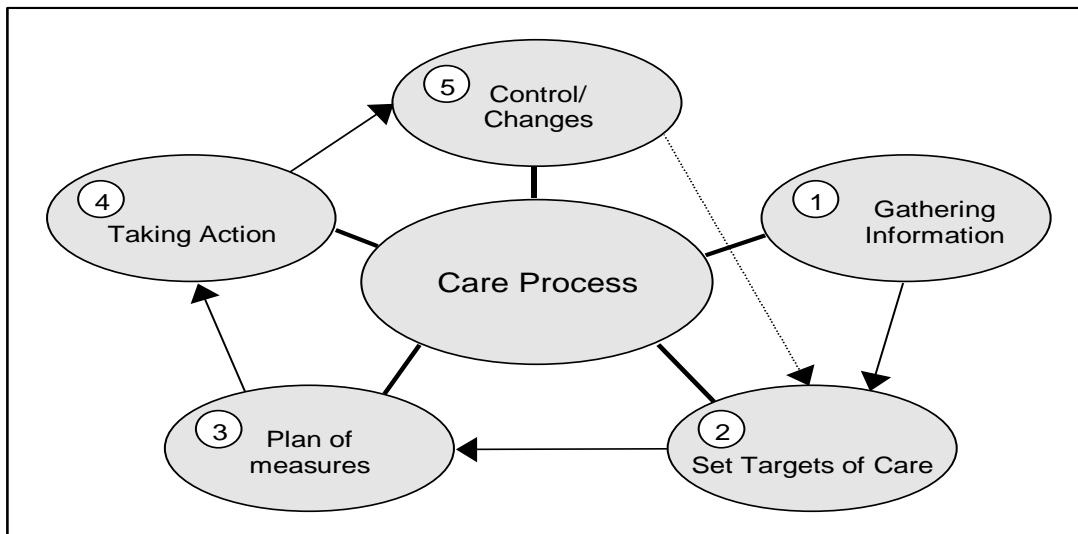 5
Control/
Changes
1
Gathering
Information
4
Taking Action
Care Process
3
Plan of
measures
2
Set Targets of Care